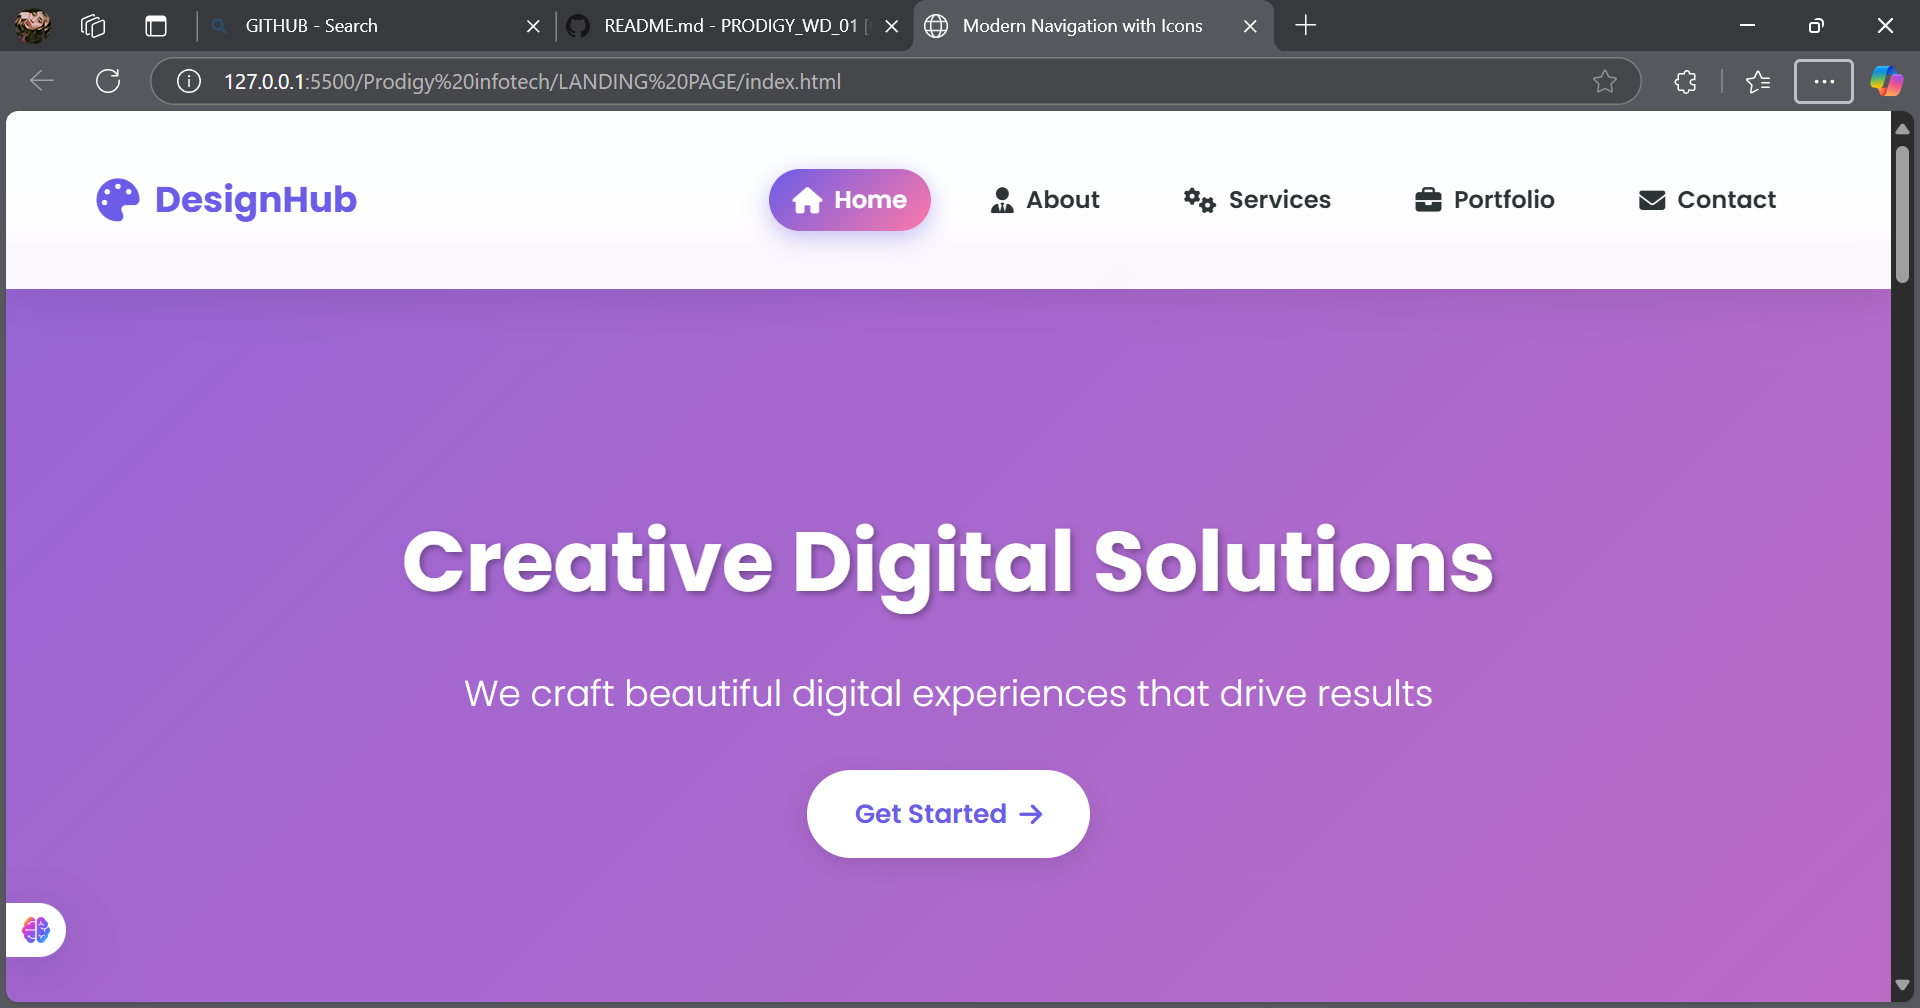 GITHUB - Search
README.md - PRODIGY_WD_01
Modern Navigation with Icons
127.0.0.1:5500/Prodigy%20infotech/LANDING%20PAGE/index.html
DesignHub
Home
About
Services
Portfolio
Contact
Creative Digital Solutions
We craft beautiful digital experiences that drive results
Get Started →